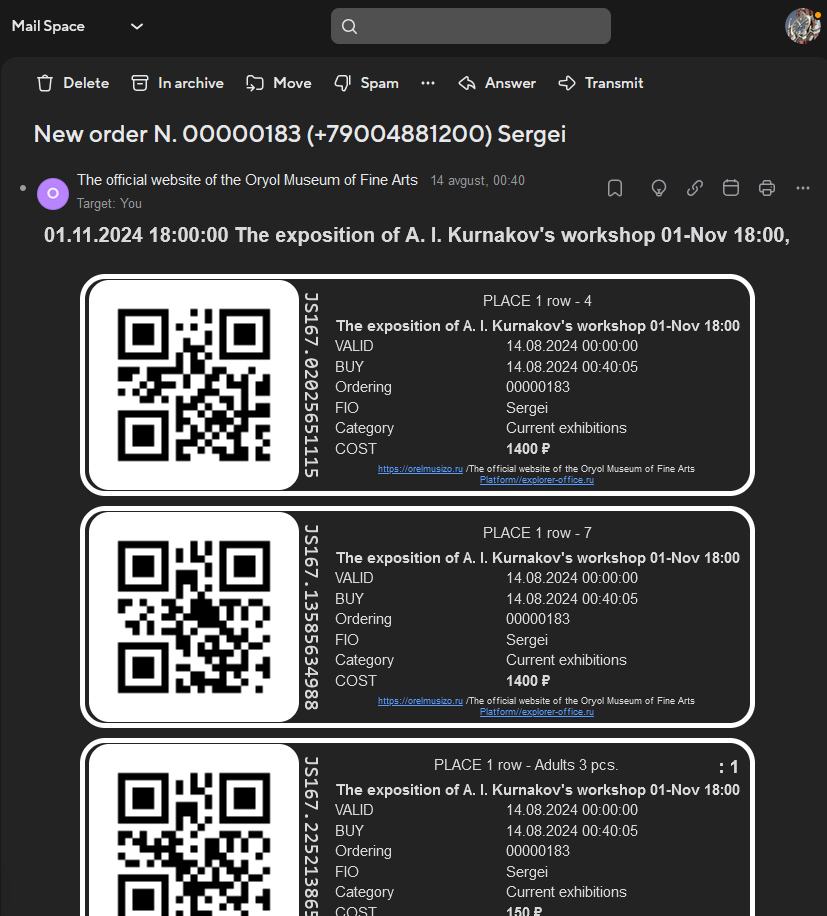 Mail Space
Delete In archive Move Spam ... Answer Transmit
New order N. 00000183 (+79004881200) Sergei
O
The official website of the Oryol Museum of Fine Arts 14 avgust, 00:40
Target: You
01.11.2024 18:00:00 The exposition of A. I. Kurnakov's workshop 01-Nov 18:00,
JS167.02025651115
PLACE 1 row - 4
The exposition of A. I. Kurnakov's workshop 01-Nov 18:00
VALID 14.08.2024 00:00:00
BUY 14.08.2024 00:40:05
Ordering 00000183
FIO Sergei
Category Current exhibitions
COST 1400 ₽
https://orelmusizo.ru /The official website of the Oryol Museum of Fine Arts
Platform//explorer-office.ru
JS167.13585634988
PLACE 1 row - 7
The exposition of A. I. Kurnakov's workshop 01-Nov 18:00
VALID 14.08.2024 00:00:00
BUY 14.08.2024 00:40:05
Ordering 00000183
FIO Sergei
Category Current exhibitions
COST 1400 ₽
https://orelmusizo.ru /The official website of the Oryol Museum of Fine Arts
Platform//explorer-office.ru
JS167.225213865
PLACE 1 row - Adults 3 pcs. : 1
The exposition of A. I. Kurnakov's workshop 01-Nov 18:00
VALID 14.08.2024 00:00:00
BUY 14.08.2024 00:40:05
Ordering 00000183
FIO Sergei
Category Current exhibitions
COST 150 ₽